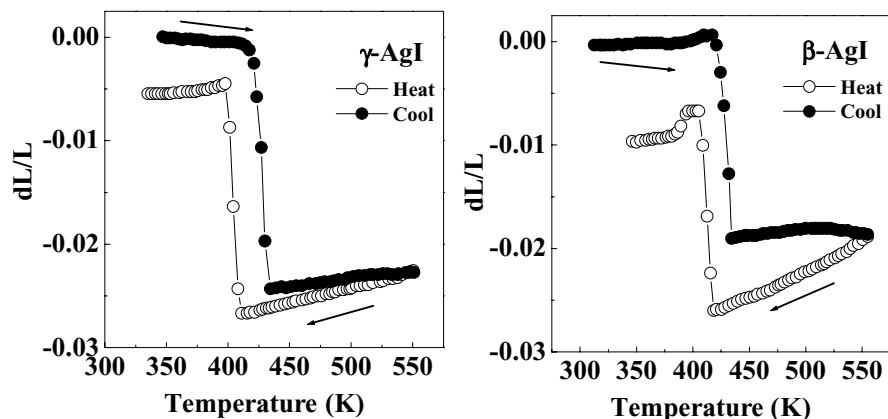 0.00
-0.01
-0.02
-0.03
dL/L
300 350 400 450 500 550
Temperature (K)
γ-AgI
Heat
Cool
0.00
-0.01
-0.02
-0.03
dL/L
300 350 400 450 500 550
Temperature (K)
β-AgI
Heat
Cool